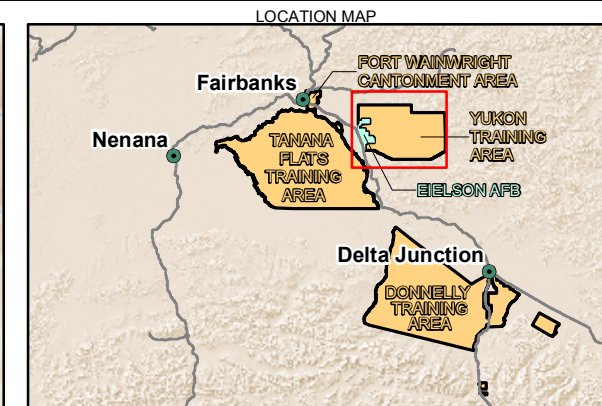 LOCATION MAP
FORT WAINWRIGHT
CANTONMENT AREA
Fairbanks
YUKON
TRAINING
AREA
Nenana
TANANA
FLATS
TRAINING
AREA
EIELSON AFB
Delta Junction
DONNELLY
TRAINING
AREA